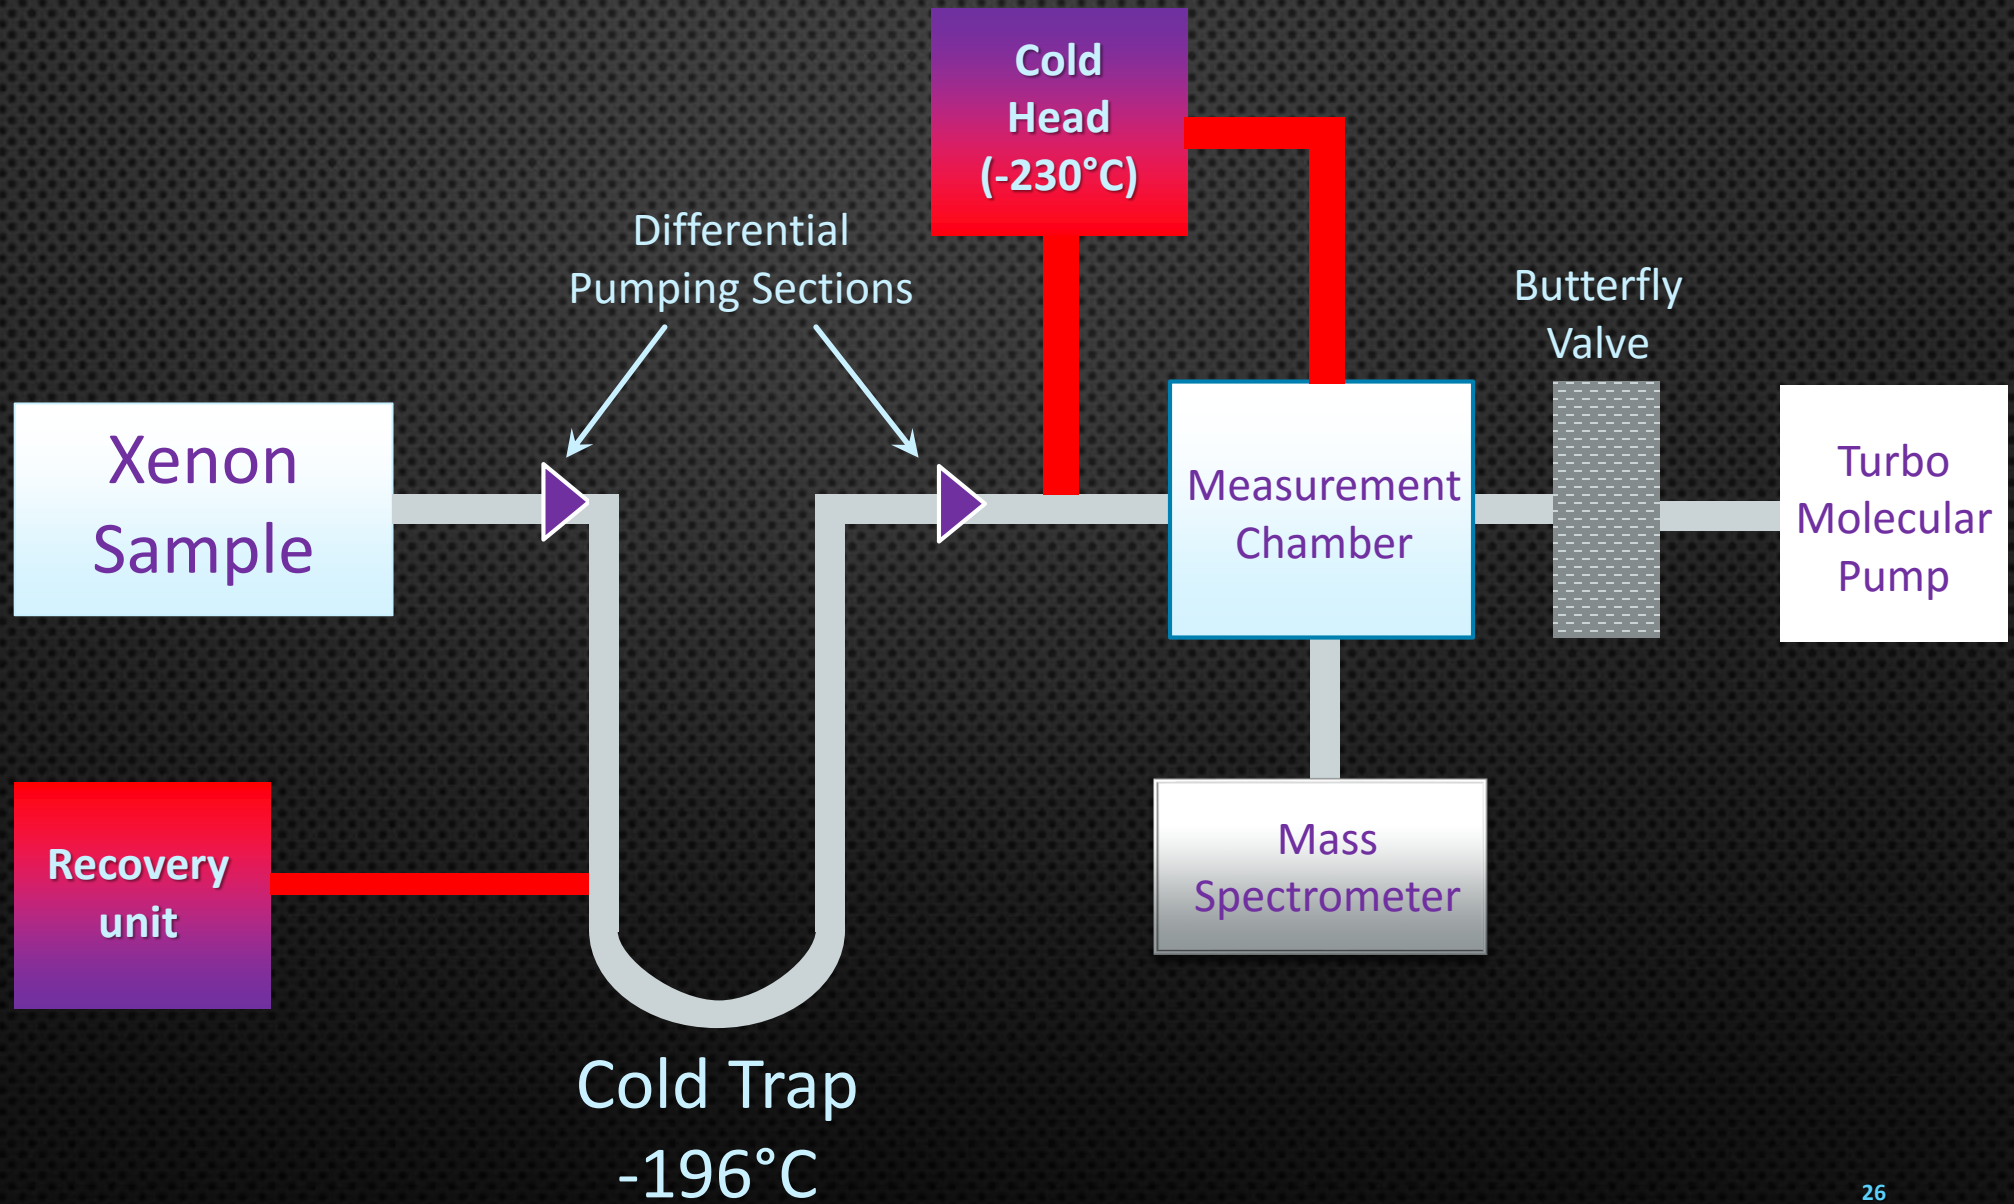 Cold
Head
(-230°C)
Differential
Pumping Sections
Butterfly
Valve
Xenon
Sample
Measurement
Chamber
Turbo
Molecular
Pump
Recovery
unit
Mass
Spectrometer
Cold Trap
-196°C
26